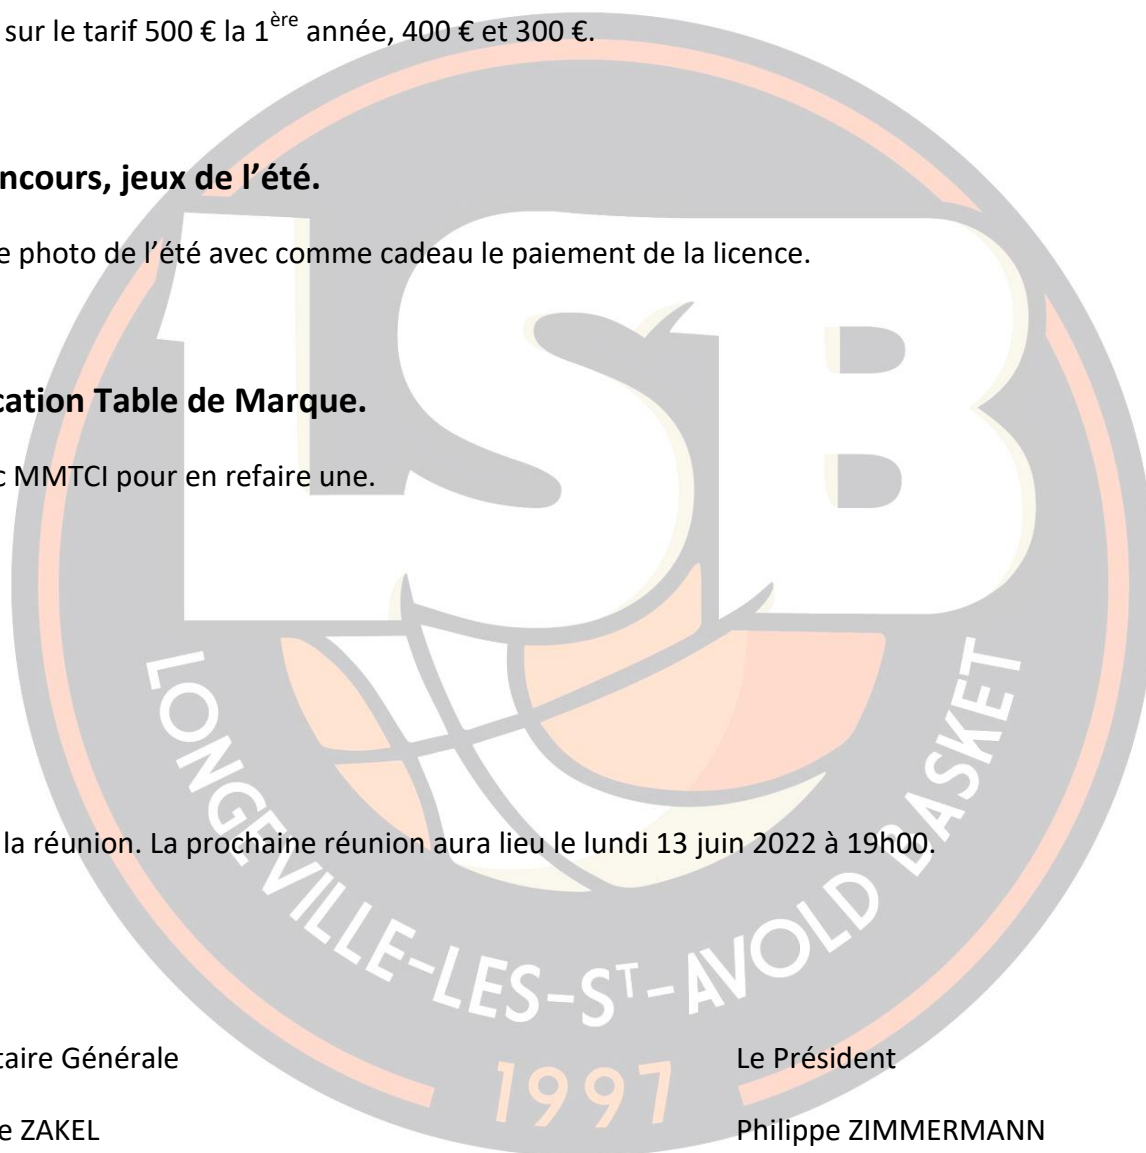 sur le tarif 500 € la 1ère année, 400 € et 300 €.
ncours, jeux de l’été.
e photo de l’été avec comme cadeau le paiement de la licence.
cation Table de Marque.
c MMTCI pour en refaire une.
la réunion. La prochaine réunion aura lieu le lundi 13 juin 2022 à 19h00.
taire Générale
Le Président
e ZAKEL
Philippe ZIMMERMANN
LSB
LONGEVILLE-LES-ST-AVOLD BASKET
1997